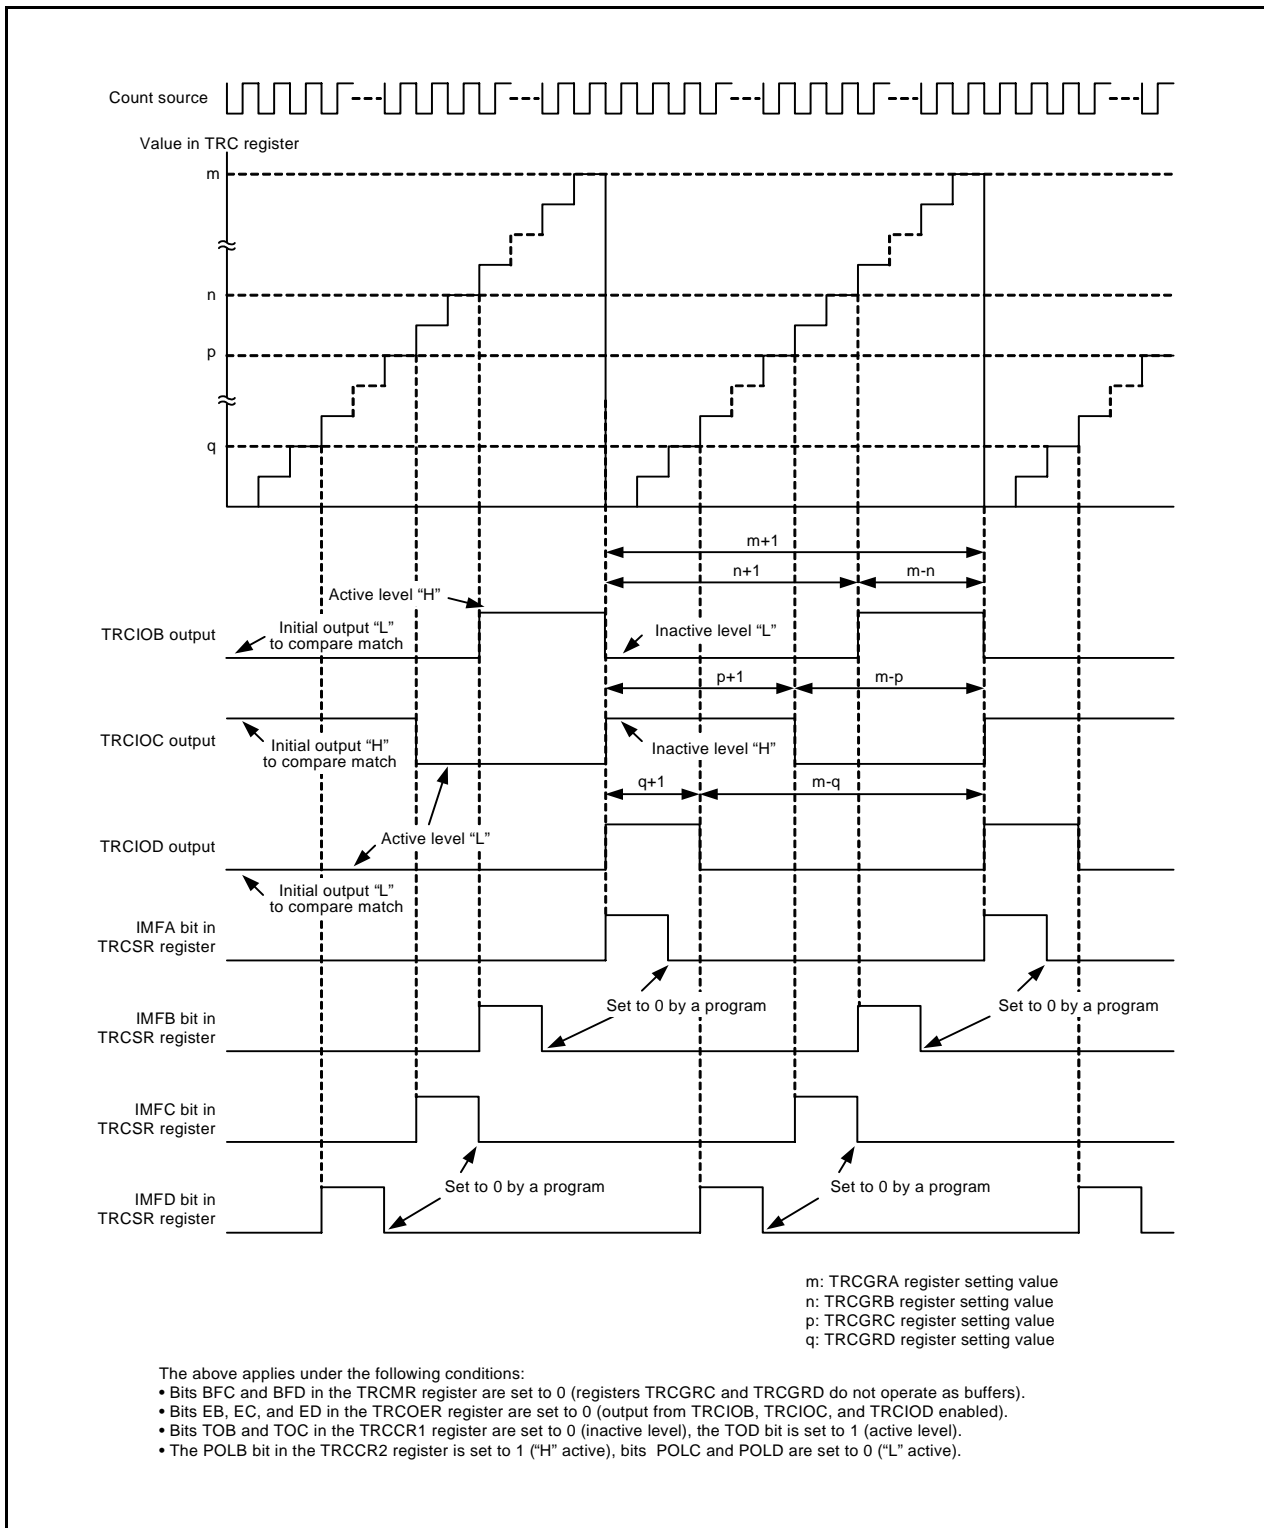 Count source
Value in TRC register
m
n
p
q
m+1
n+1
m-n
Active level “H”
Initial output “L”
to compare match
Inactive level “L”
TRCIOB output
p+1
m-p
TRCIOC output
Initial output “H”
to compare match
Inactive level “H”
q+1
m-q
Active level “L”
TRCIOD output
Initial output “L”
to compare match
IMFA bit in
TRCSR register
Set to 0 by a program
Set to 0 by a program
IMFB bit in
TRCSR register
IMFC bit in
TRCSR register
Set to 0 by a program
Set to 0 by a program
IMFD bit in
TRCSR register
m: TRCGRA register setting value
n: TRCGRB register setting value
p: TRCGRC register setting value
q: TRCGRD register setting value
The above applies under the following conditions:
• Bits BFC and BFD in the TRCMR register are set to 0 (registers TRCGRC and TRCGRD do not operate as buffers).
• Bits EB, EC, and ED in the TRCOER register are set to 0 (output from TRCIOB, TRCIOC, and TRCIOD enabled).
• Bits TOB and TOC in the TRCCR1 register are set to 0 (inactive level), the TOD bit is set to 1 (active level).
• The POLB bit in the TRCCR2 register is set to 1 (“H” active), bits POLC and POLD are set to 0 (“L” active).